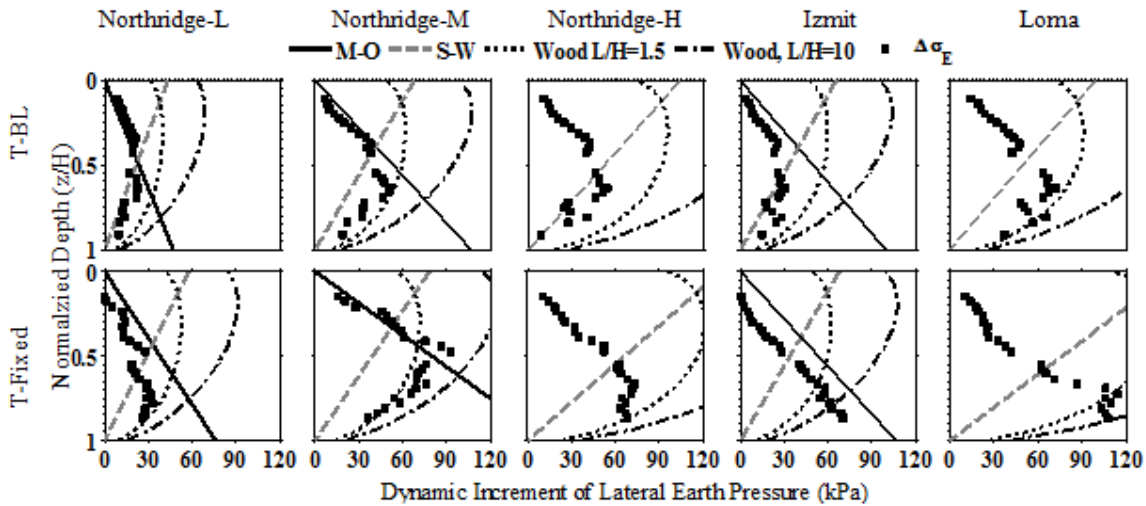 Northridge-L Northridge-M Northridge-H Izmit Loma
M-O S-W Wood L/H=1.5 Wood, L/H=10 Δσ_E
T-BL
T-Fixed
Normalzied Depth (z/H)
0
0.5
1
0
0.5
1
0 30 60 90 120 0 30 60 90 120 0 30 60 90 120 0 30 60 90 120 0 30 60 90 120
Dynamic Increment of Lateral Earth Pressure (kPa)